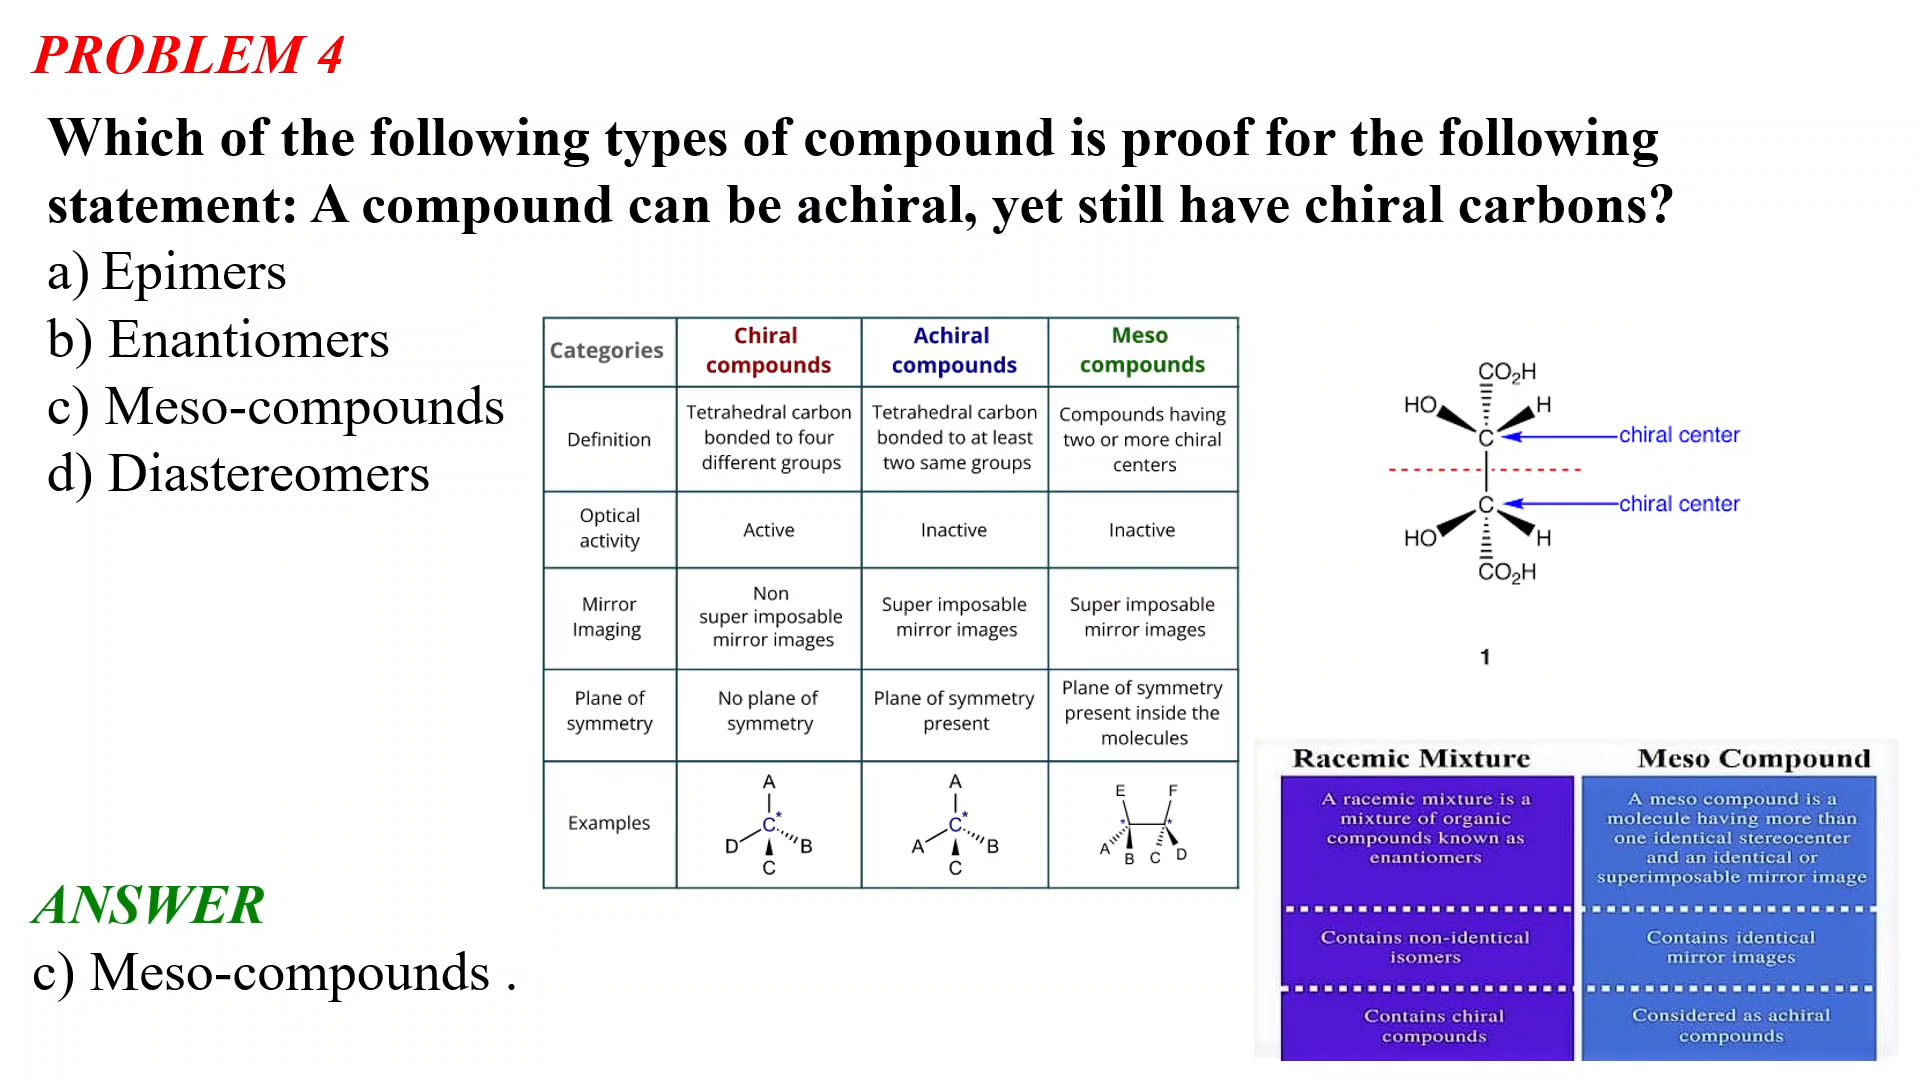 PROBLEM 4
Which of the following types of compound is proof for the following
statement: A compound can be achiral, yet still have chiral carbons?
a) Epimers
b) Enantiomers
c) Meso-compounds
d) Diastereomers
Categories
Chiral
compounds
Achiral
compounds
Meso
compounds
Definition
Tetrahedral carbon
bonded to four
different groups
Tetrahedral carbon
bonded to at least
two same groups
Compounds having
two or more chiral
centers
Optical
activity
Active
Inactive
Inactive
Mirror
Imaging
Non
super imposable
mirror images
Super imposable
mirror images
Super imposable
mirror images
Plane of
symmetry
No plane of
symmetry
Plane of symmetry
present
Plane of symmetry
present inside the
molecules
Examples
A
C*
D B
C
A
C*
A B
C
E F
* *
A B C D
CO₂H
HO H
C chiral center
C chiral center
HO H
CO₂H
1
Racemic Mixture
A racemic mixture is a
mixture of organic
compounds known as
enantiomers
Contains non-identical
isomers
Contains chiral
compounds
Meso Compound
A meso compound is a
molecule having more than
one identical stereocenter
and an identical or
superimposable mirror image
Contains identical
mirror images
Considered as achiral
compounds
ANSWER
c) Meso-compounds .